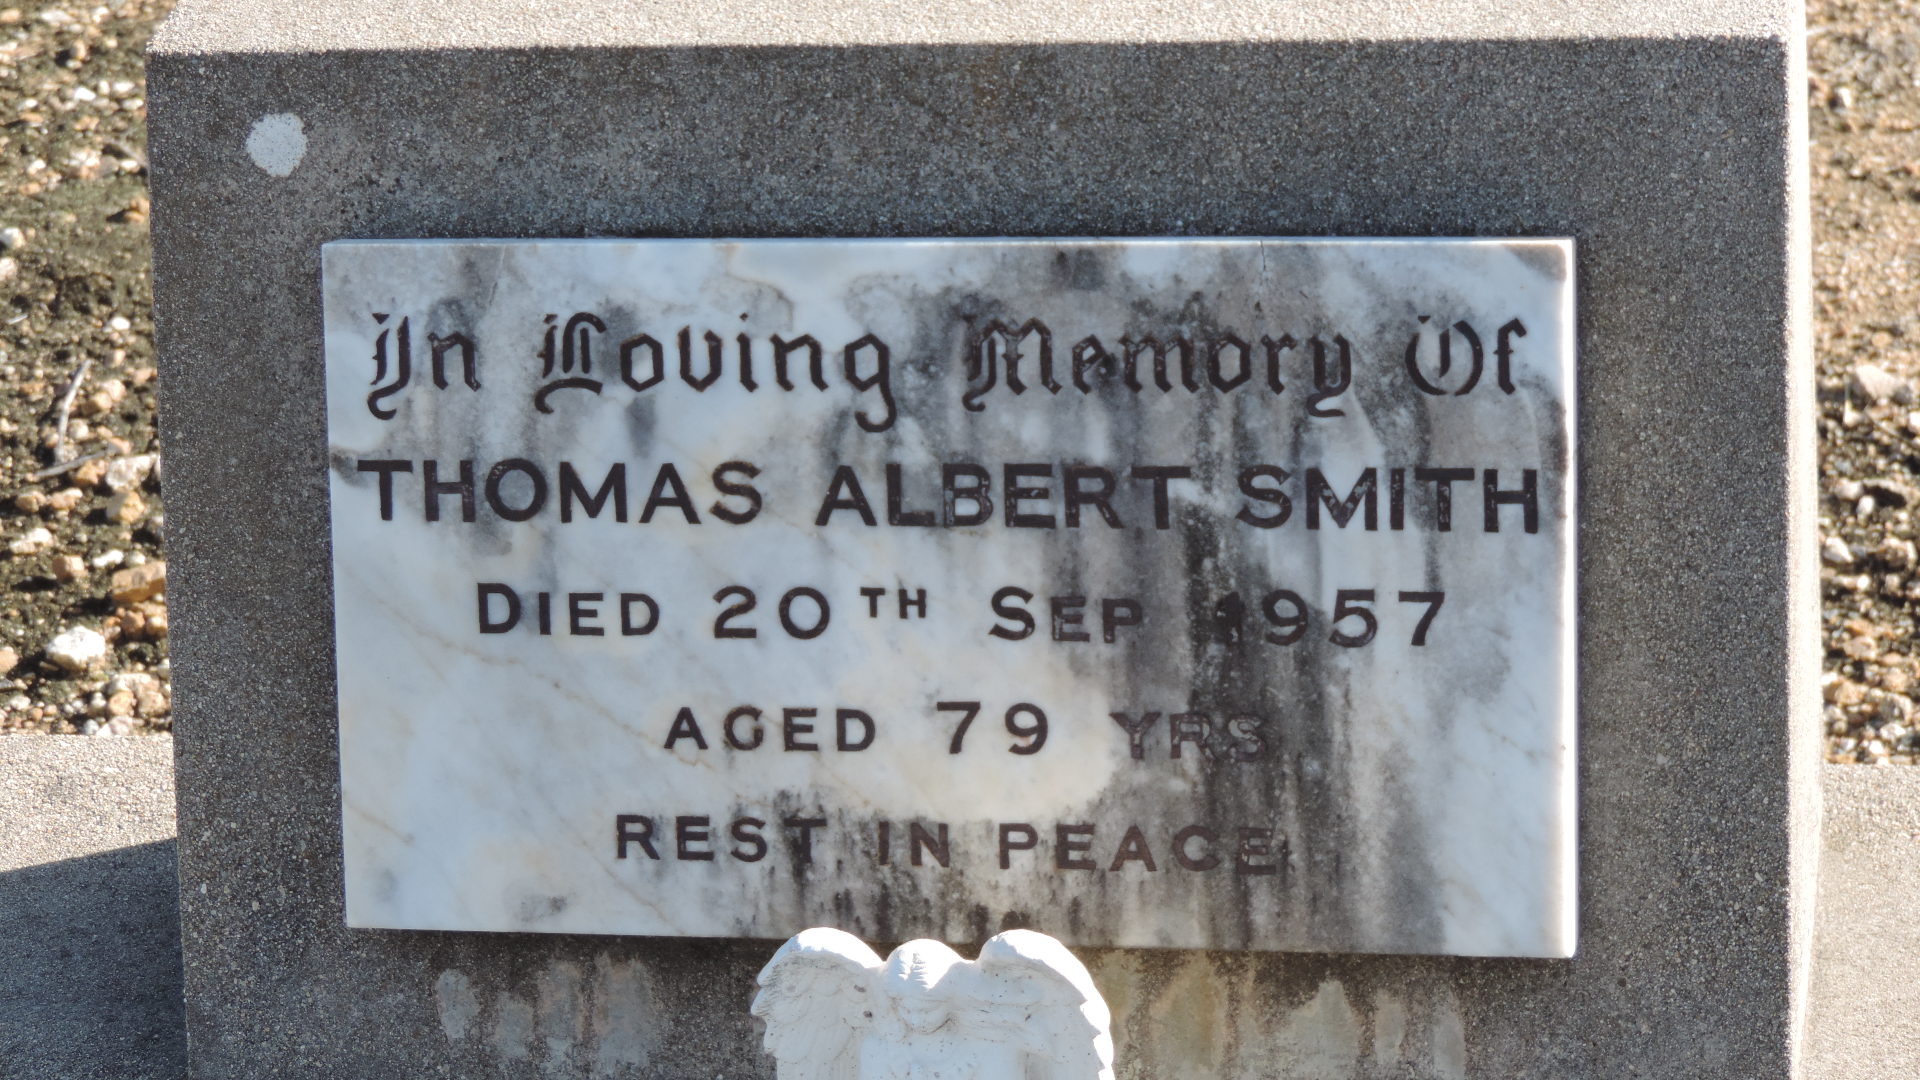 In Loving Memory Of
THOMAS ALBERT SMITH
DIED 20TH SEP 1957
AGED 79 YRS
REST IN PEACE